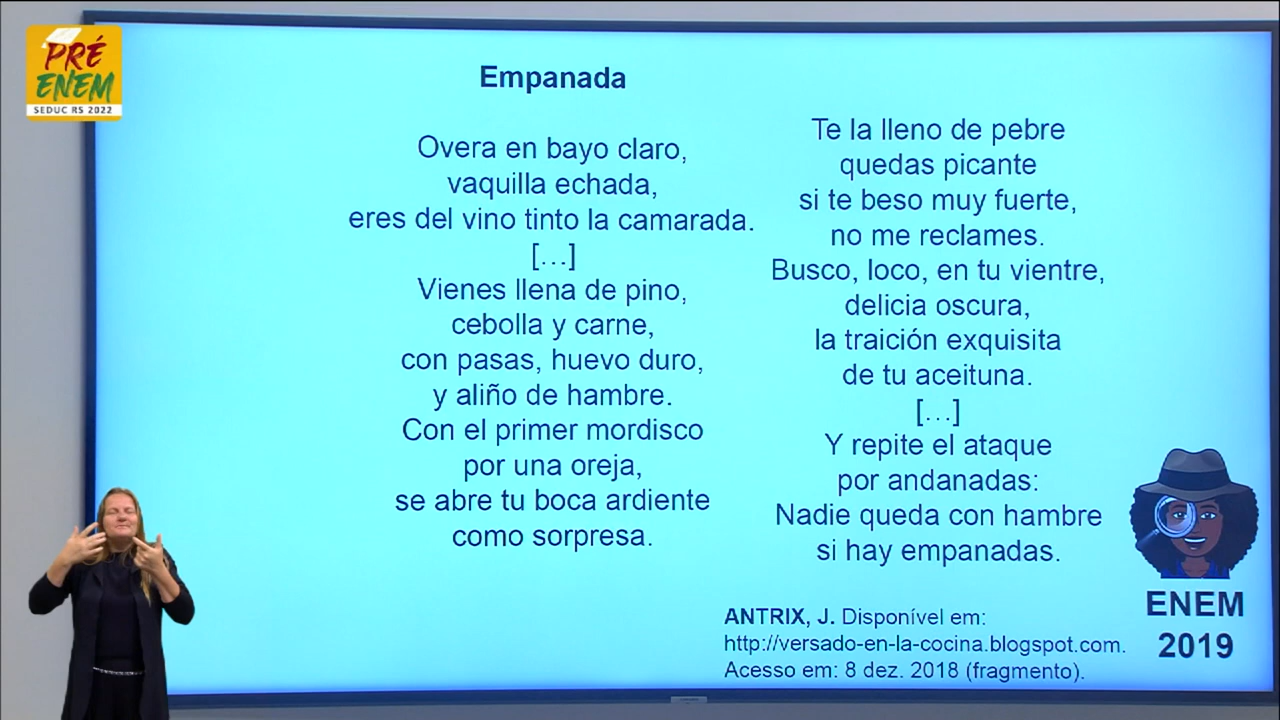 PRÉ
ENEM
SEDUC RS 2022
Empanada
Overa en bayo claro,
vaquilla echada,
eres del vino tinto la camarada.
[...]
Vienes llena de pino,
cebolla y carne,
con pasas, huevo duro,
y aliño de hambre.
Con el primer mordisco
por una oreja,
se abre tu boca ardiente
como sorpresa.
Te la lleno de pebre
quedas picante
si te beso muy fuerte,
no me reclames.
Busco, loco, en tu vientre,
delicia oscura,
la traición exquisita
de tu aceituna.
[...]
Y repite el ataque
por andanadas:
Nadie queda con hambre
si hay empanadas.
ANTRIX, J. Disponível em:
http://versado-en-la-cocina.blogspot.com.
Acesso em: 8 dez. 2018 (fragmento).
ENEM
2019